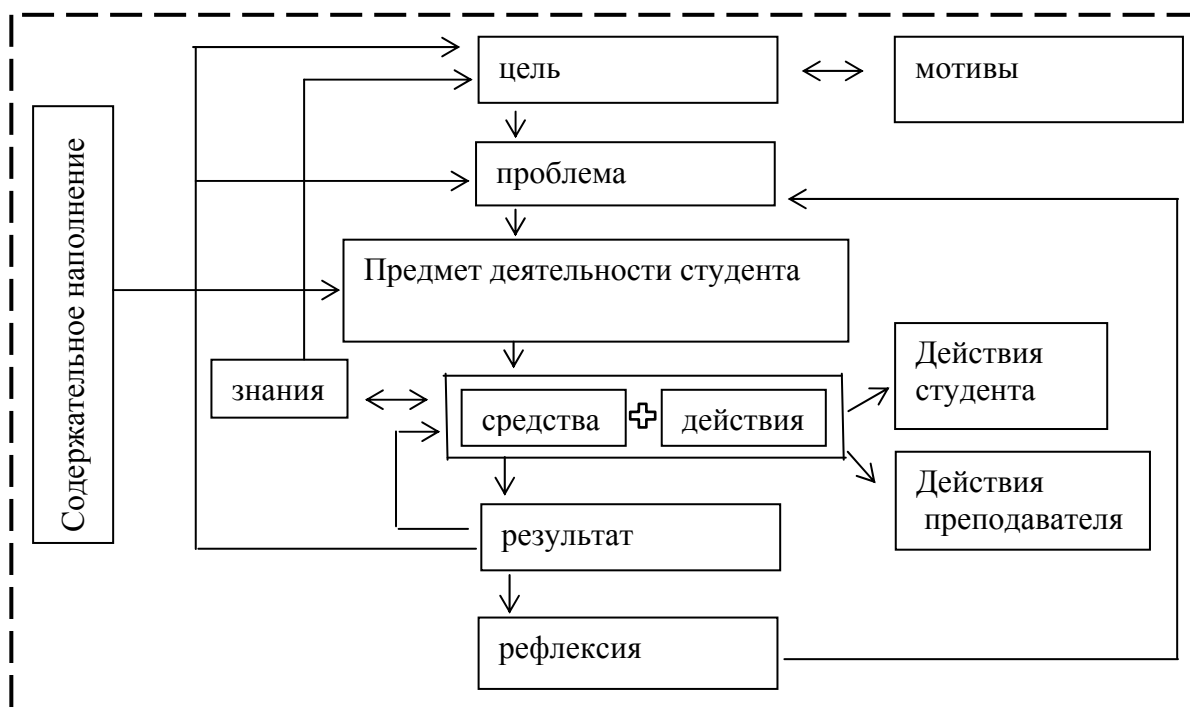 цель
мотивы
проблема
Содержательное наполнение
Предмет деятельности студента
знания
средства
действия
Действия
студента
Действия
преподавателя
результат
рефлексия